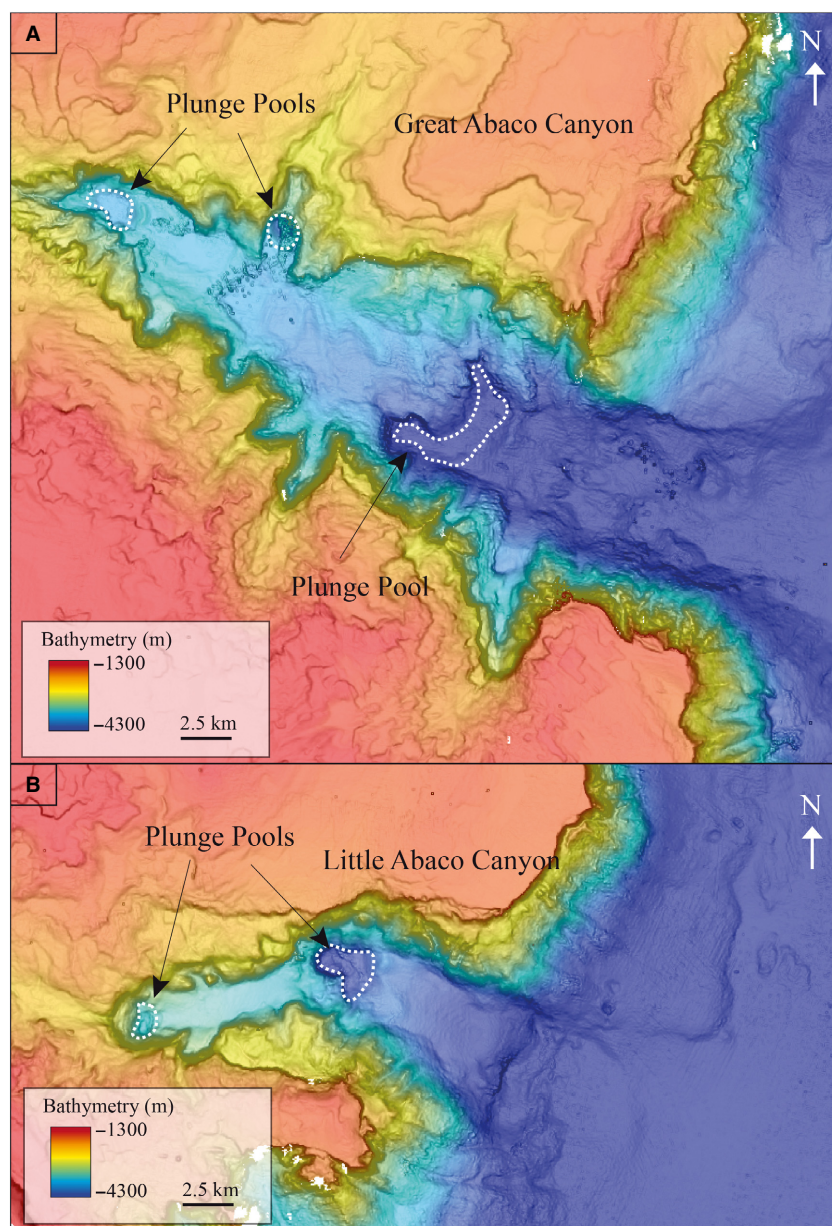 A
N
Plunge Pools
Great Abaco Canyon
Plunge Pool
Bathymetry (m)
−1300
−4300
2.5 km
B
N
Plunge Pools
Little Abaco Canyon
Bathymetry (m)
−1300
−4300
2.5 km